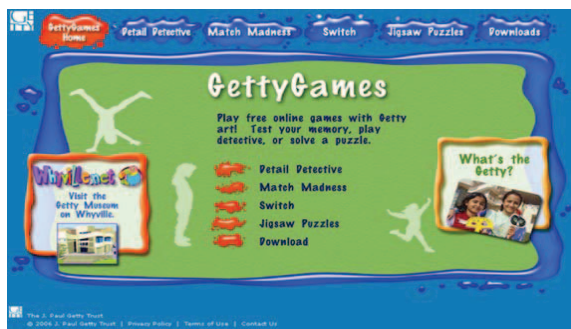 GE
TTY
GettyGames
Home
Detail Detective
Match Madness
Switch
Jigsaw Puzzles
Downloads
GettyGames
Play free online games with Getty
art! Test your memory, play
detective, or solve a puzzle.
Detail Detective
Match Madness
Switch
Jigsaw Puzzles
Download
Whyville.net
Visit the
Getty Museum
on Whyville.
What's the
Getty?
The J. Paul Getty Trust
© 2006 J. Paul Getty Trust | Privacy Policy | Terms of Use | Contact Us